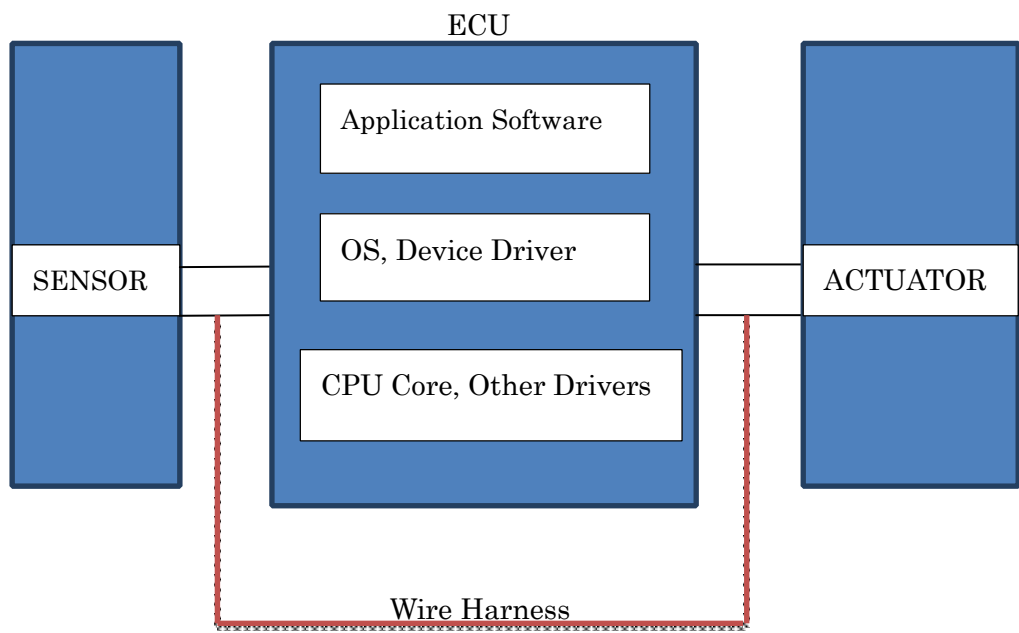 ECU
Application Software
OS, Device Driver
SENSOR
ACTUATOR
CPU Core, Other Drivers
Wire Harness